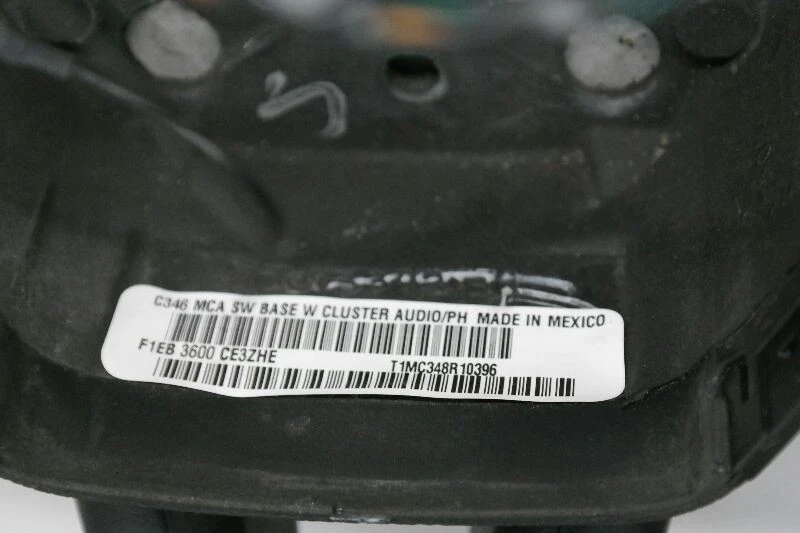 C346 MCA SW BASE W CLUSTER AUDIO/PH MADE IN MEXICO
F1EB 3600 CE3ZHE
T1MC348R10396